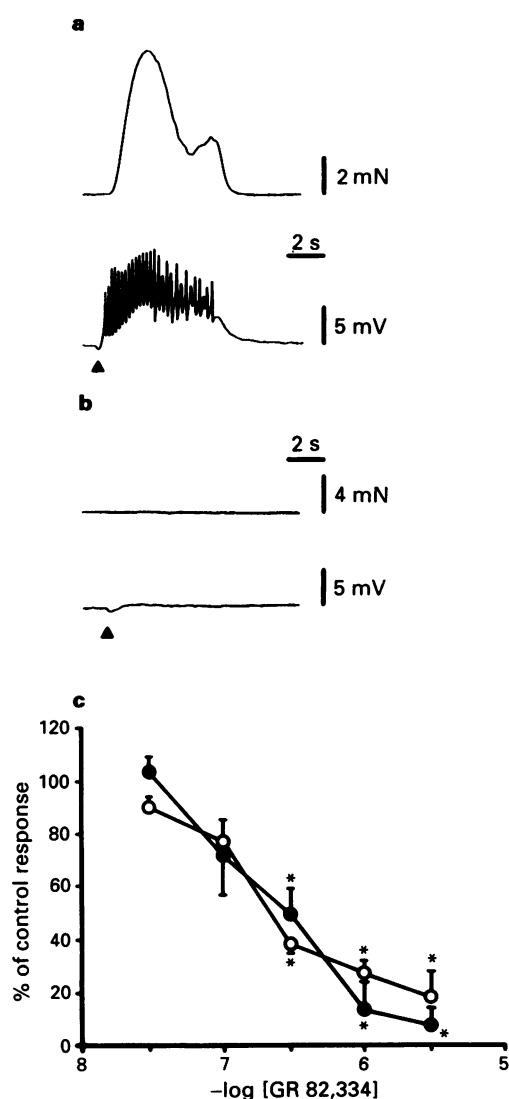 a
2 mN
2 s
5 mV
b
2 s
4 mN
5 mV
c
120
100
80
60
40
20
0
% of control response
* * * * * *
8 7 6 5
−log [GR 82,334]